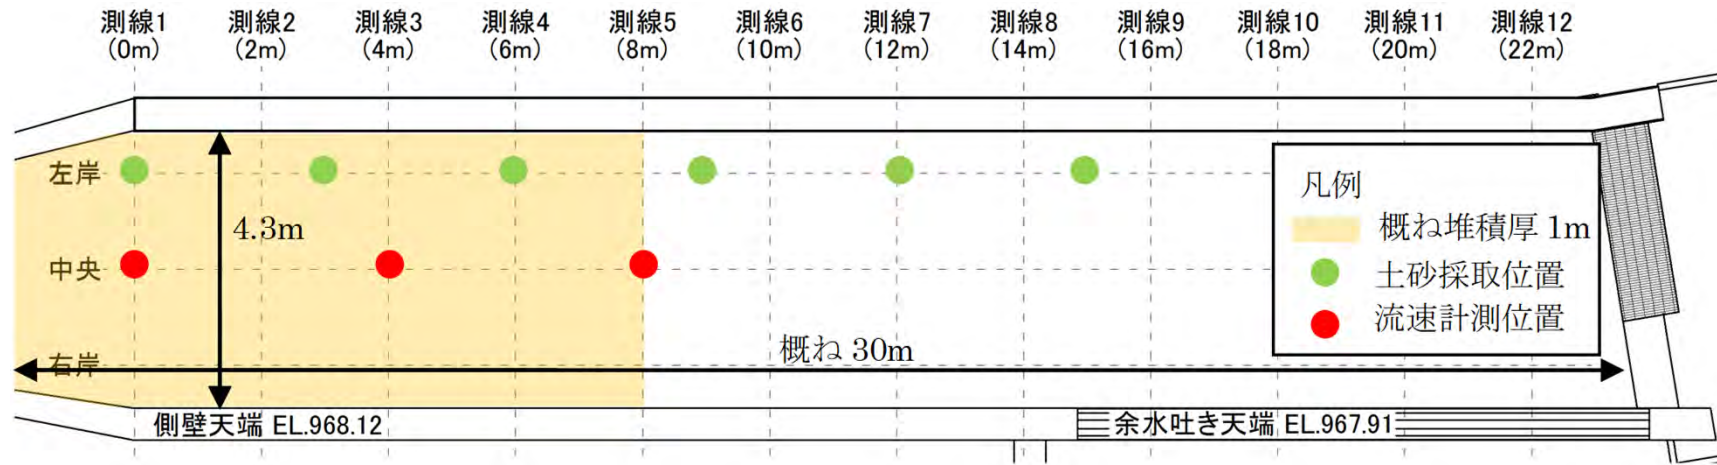 測線1 測線2 測線3 測線4 測線5 測線6 測線7 測線8 測線9 測線10 測線11 測線12
(0m) (2m) (4m) (6m) (8m) (10m) (12m) (14m) (16m) (18m) (20m) (22m)
左岸
4.3m
中央
右岸
概ね 30m
凡例
概ね堆積厚 1m
土砂採取位置
流速計測位置
側壁天端 EL.968.12
余水吐き天端 EL.967.91